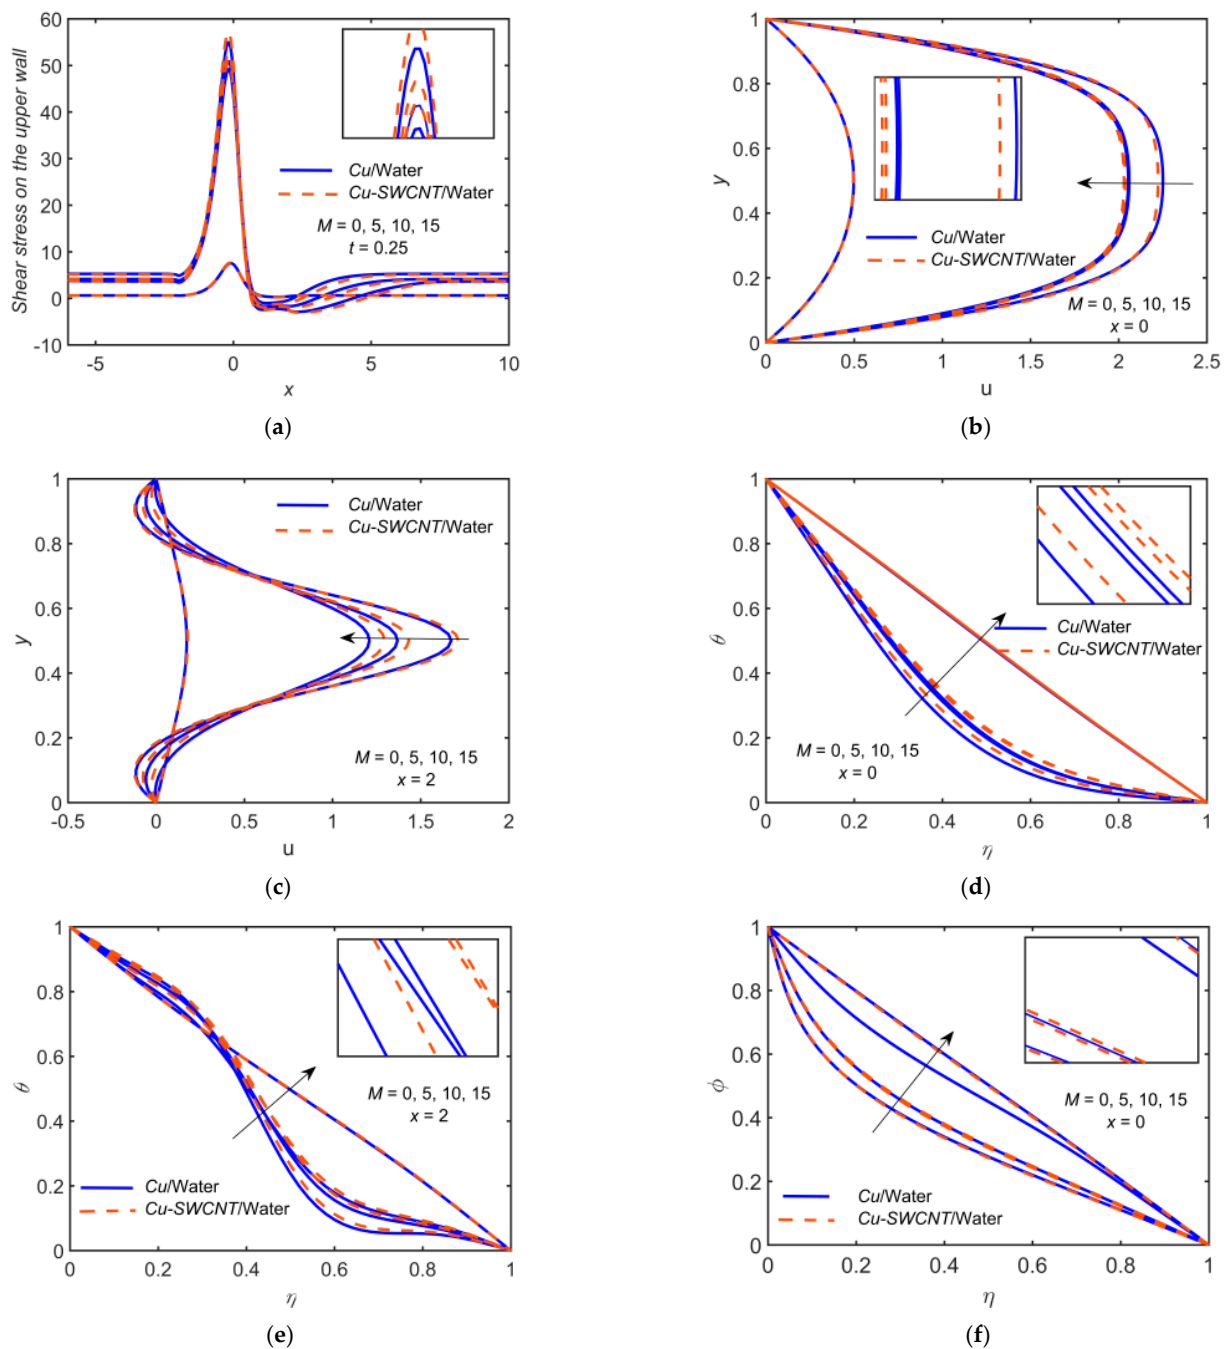 60
50
40
30
20
10
0
-10
Shear stress on the upper wall
Cu/Water
Cu-SWCNT/Water
M = 0, 5, 10, 15
t = 0.25
-5 0 5 10
x
(a)
1
0.8
0.6
0.4
0.2
0
y
Cu/Water
Cu-SWCNT/Water
M = 0, 5, 10, 15
x = 0
0 0.5 1 1.5 2 2.5
u
(b)
1
0.8
0.6
0.4
0.2
0
y
Cu/Water
Cu-SWCNT/Water
M = 0, 5, 10, 15
x = 2
-0.5 0 0.5 1 1.5 2
u
(c)
1
0.8
0.6
0.4
0.2
0
θ
Cu/Water
Cu-SWCNT/Water
M = 0, 5, 10, 15
x = 0
0 0.2 0.4 0.6 0.8 1
η
(d)
1
0.8
0.6
0.4
0.2
0
θ
M = 0, 5, 10, 15
x = 2
Cu/Water
Cu-SWCNT/Water
0 0.2 0.4 0.6 0.8 1
η
(e)
1
0.8
0.6
0.4
0.2
0
ϕ
M = 0, 5, 10, 15
x = 0
Cu/Water
Cu-SWCNT/Water
0 0.2 0.4 0.6 0.8 1
η
(f)